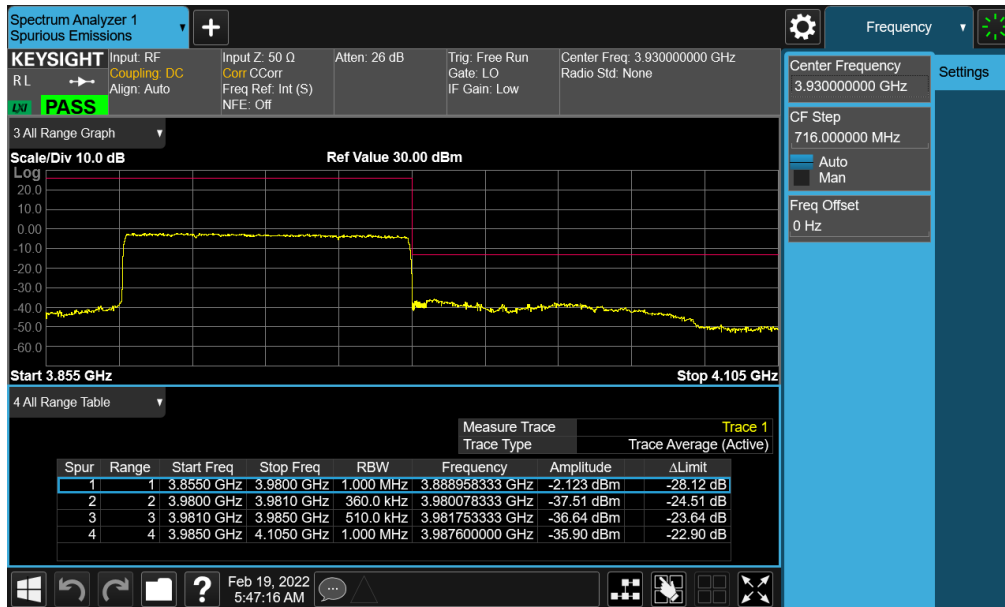 Spectrum Analyzer 1
Spurious Emissions
Frequency
KEYSIGHT
R L
LXI
PASS
Input: RF
Coupling: DC
Align: Auto
Input Z: 50 Ω
Corr CCorr
Freq Ref: Int (S)
NFE: Off
Atten: 26 dB
Trig: Free Run
Gate: LO
IF Gain: Low
Center Freq: 3.930000000 GHz
Radio Std: None
Center Frequency
3.930000000 GHz
Settings
CF Step
716.000000 MHz
Auto
Man
Freq Offset
0 Hz
3 All Range Graph
Scale/Div 10.0 dB
Ref Value 30.00 dBm
Log
20.0
10.0
0.00
-10.0
-20.0
-30.0
-40.0
-50.0
-60.0
Start 3.855 GHz
Stop 4.105 GHz
4 All Range Table
Measure Trace Trace 1
Trace Type Trace Average (Active)
Spur Range Start Freq Stop Freq RBW Frequency Amplitude ΔLimit
1 1 3.8550 GHz 3.9800 GHz 1.000 MHz 3.888958333 GHz -2.123 dBm -28.12 dB
2 2 3.9800 GHz 3.9810 GHz 360.0 kHz 3.980078333 GHz -37.51 dBm -24.51 dB
3 3 3.9810 GHz 3.9850 GHz 510.0 kHz 3.981753333 GHz -36.64 dBm -23.64 dB
4 4 3.9850 GHz 4.1050 GHz 1.000 MHz 3.987600000 GHz -35.90 dBm -22.90 dB
?
Feb 19, 2022
5:47:16 AM